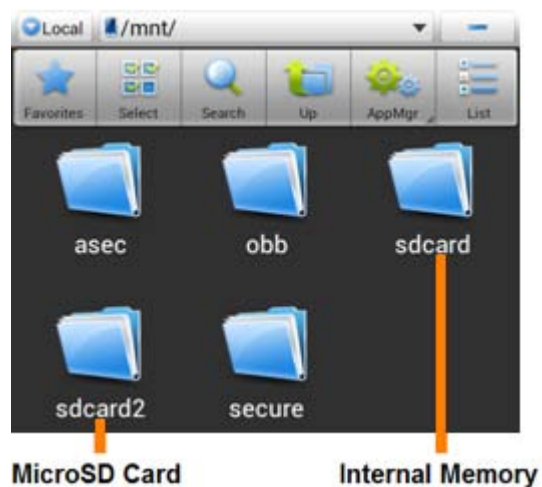 Local /mnt/
Favorites Select Search Up AppMgr List
asec obb sdcard
sdcard2 secure
MicroSD Card Internal Memory